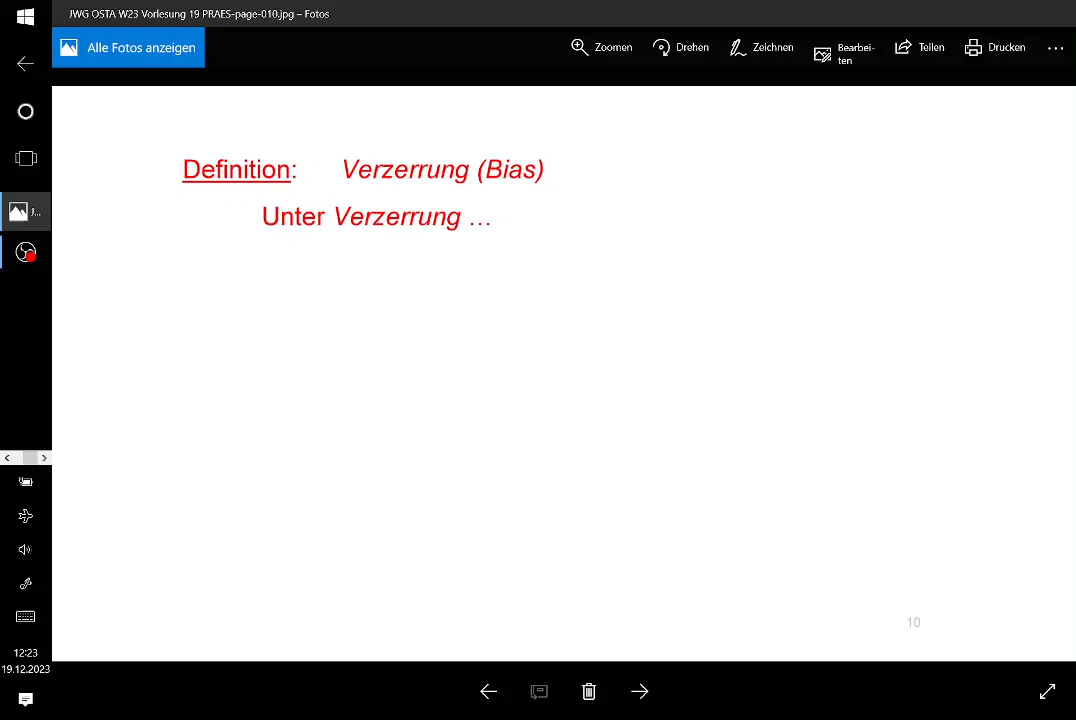 JWG OSTA W23 Vorlesung 19 PRAES-page-010.jpg – Fotos
Alle Fotos anzeigen
Zoomen
Drehen
Zeichnen
Bearbei-
ten
Teilen
Drucken
Definition: Verzerrung (Bias)
Unter Verzerrung …
J...
10
12:23
19.12.2023